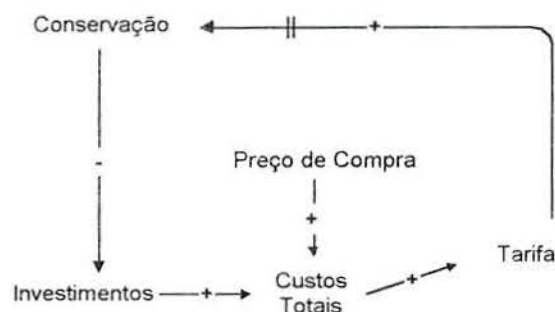 Conservação
+
-
Preço de Compra
+
Tarifa
+
Investimentos
+
Custos
Totais